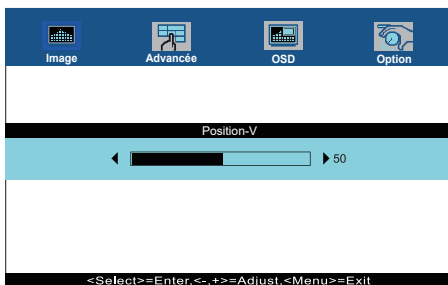 Image Advancée OSD Option
Position-V
50
<Select>=Enter,<-,+>=Adjust,<Menu>=Exit